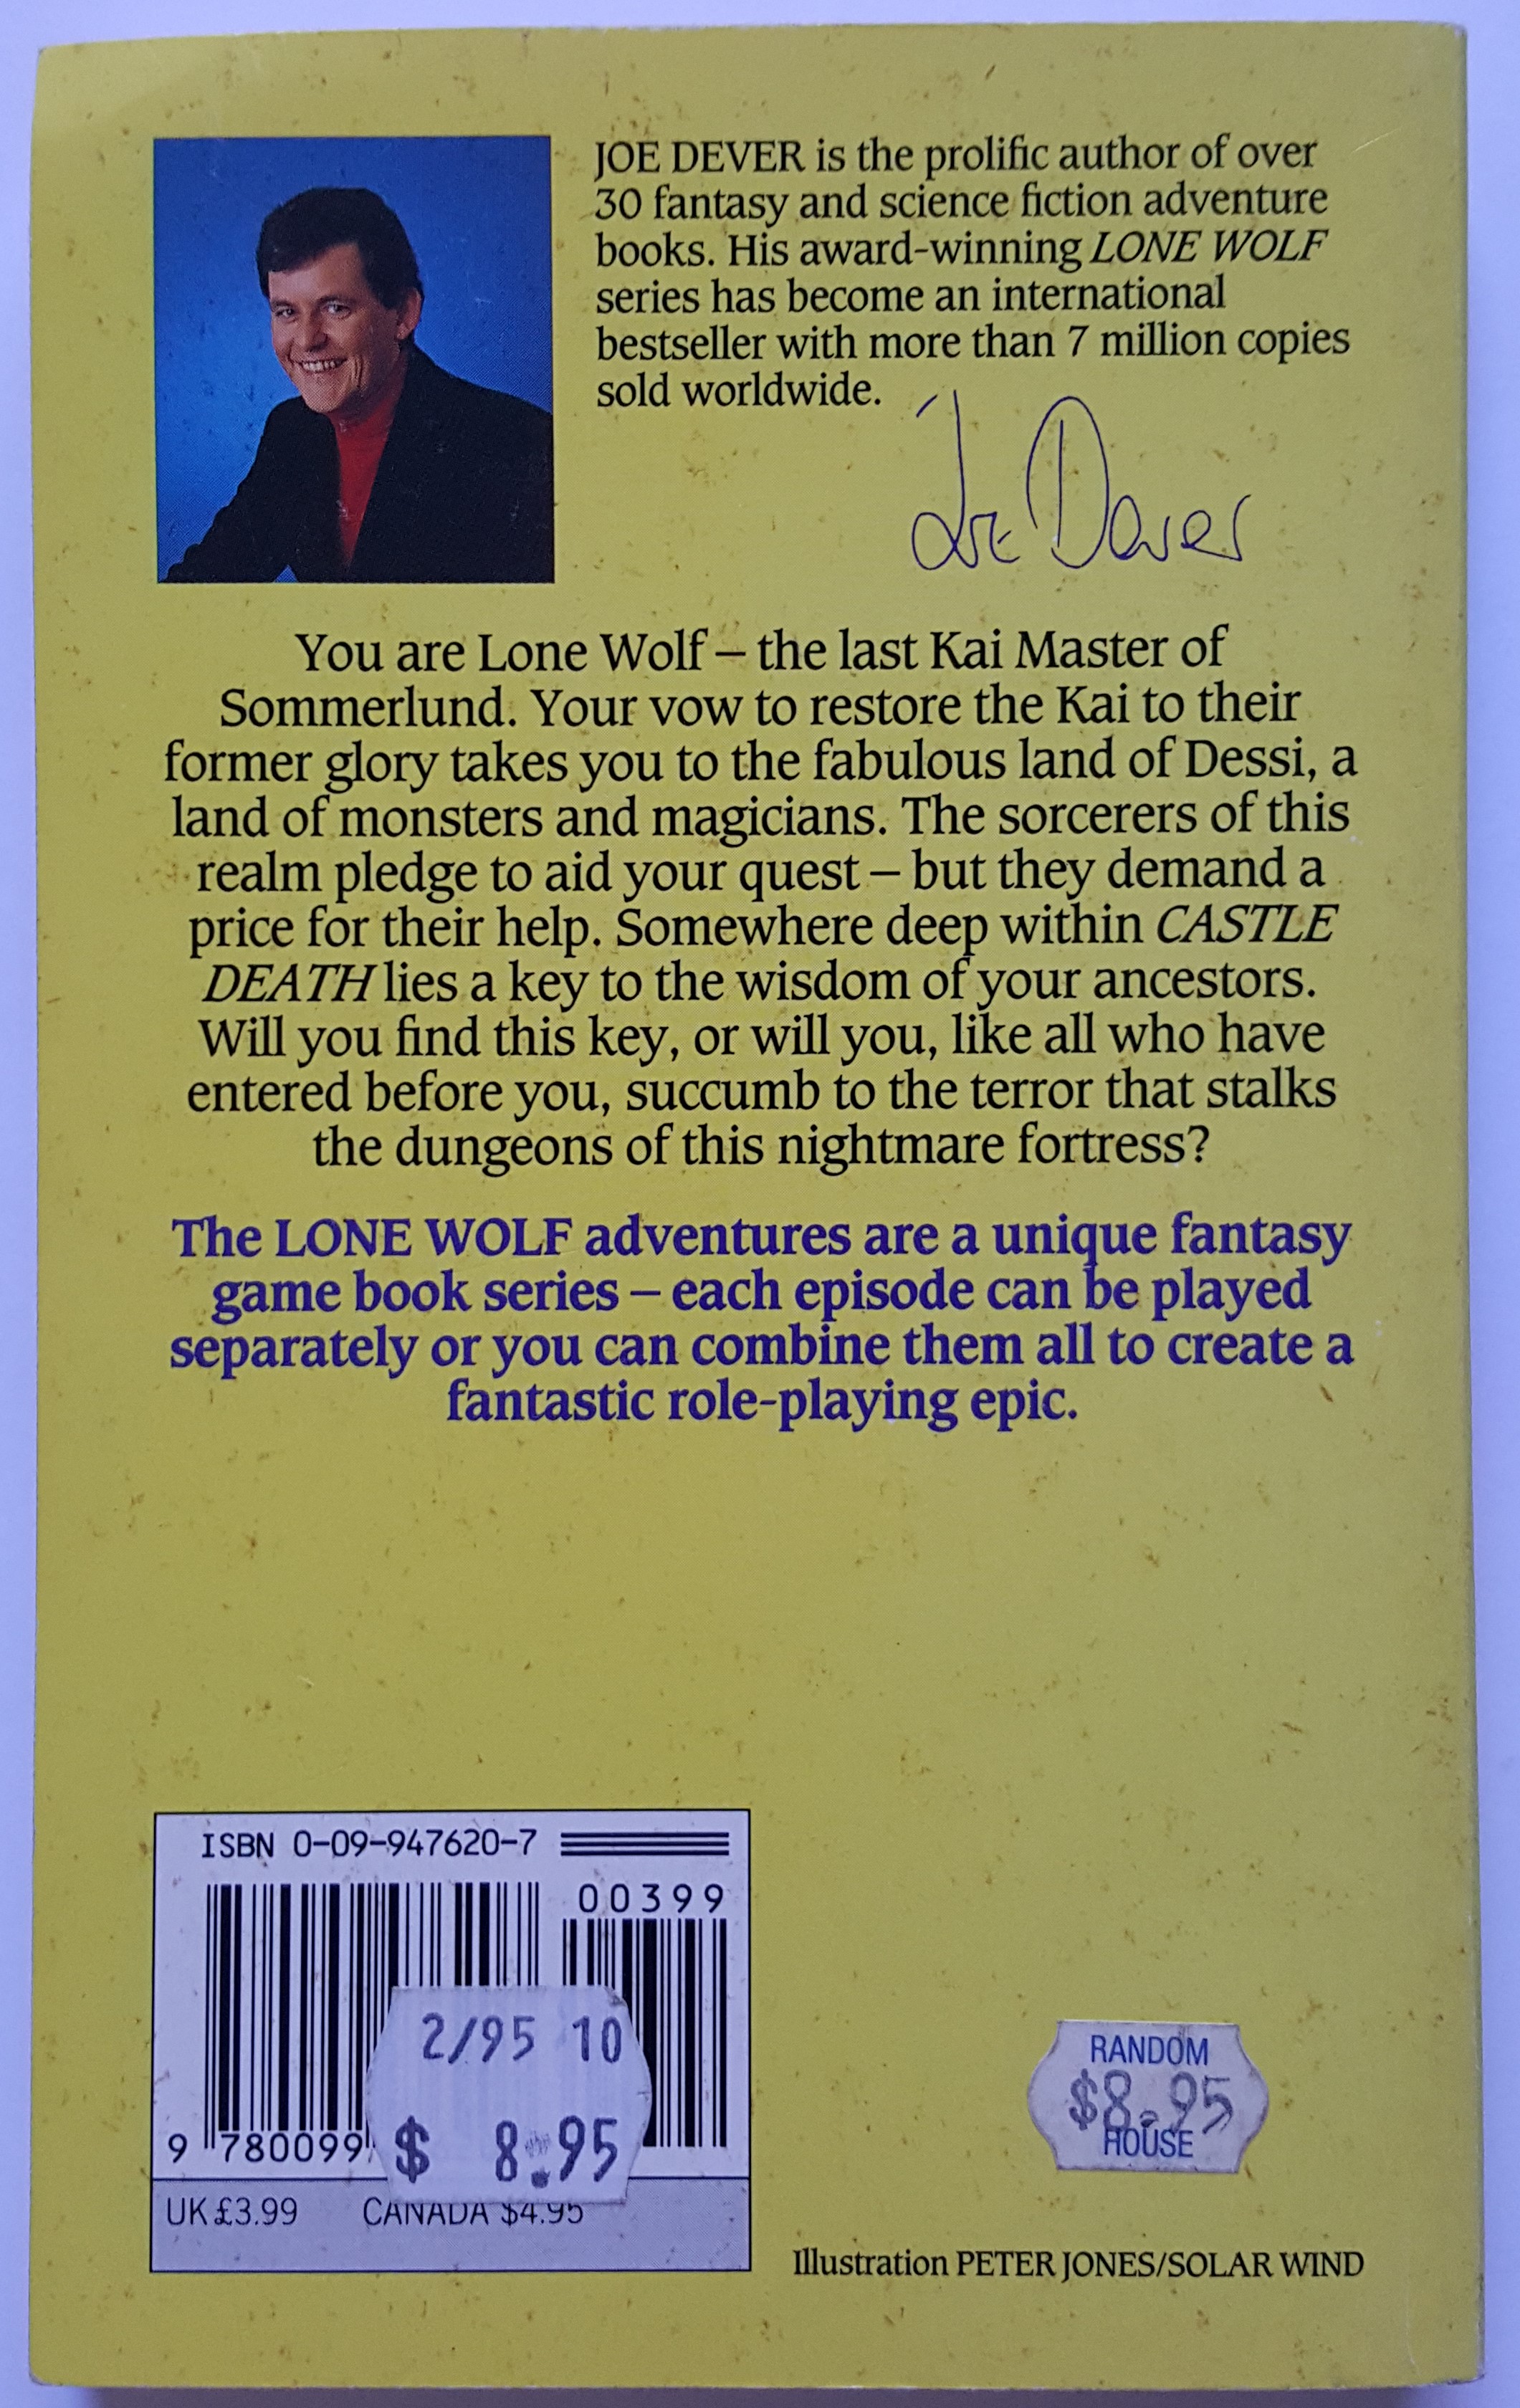 JOE DEVER is the prolific author of over
30 fantasy and science fiction adventure
books. His award-winning LONE WOLF
series has become an international
bestseller with more than 7 million copies
sold worldwide.
Joe Dever
You are Lone Wolf – the last Kai Master of
Sommerlund. Your vow to restore the Kai to their
former glory takes you to the fabulous land of Dessi, a
land of monsters and magicians. The sorcerers of this
realm pledge to aid your quest – but they demand a
price for their help. Somewhere deep within CASTLE
DEATH lies a key to the wisdom of your ancestors.
Will you find this key, or will you, like all who have
entered before you, succumb to the terror that stalks
the dungeons of this nightmare fortress?
The LONE WOLF adventures are a unique fantasy
game book series – each episode can be played
separately or you can combine them all to create a
fantastic role-playing epic.
ISBN 0-09-947620-7
00399
2/95 10
$ 8.95
9 780099
UK £3.99 CANADA $4.95
RANDOM
$8.95
HOUSE
Illustration PETER JONES/SOLAR WIND